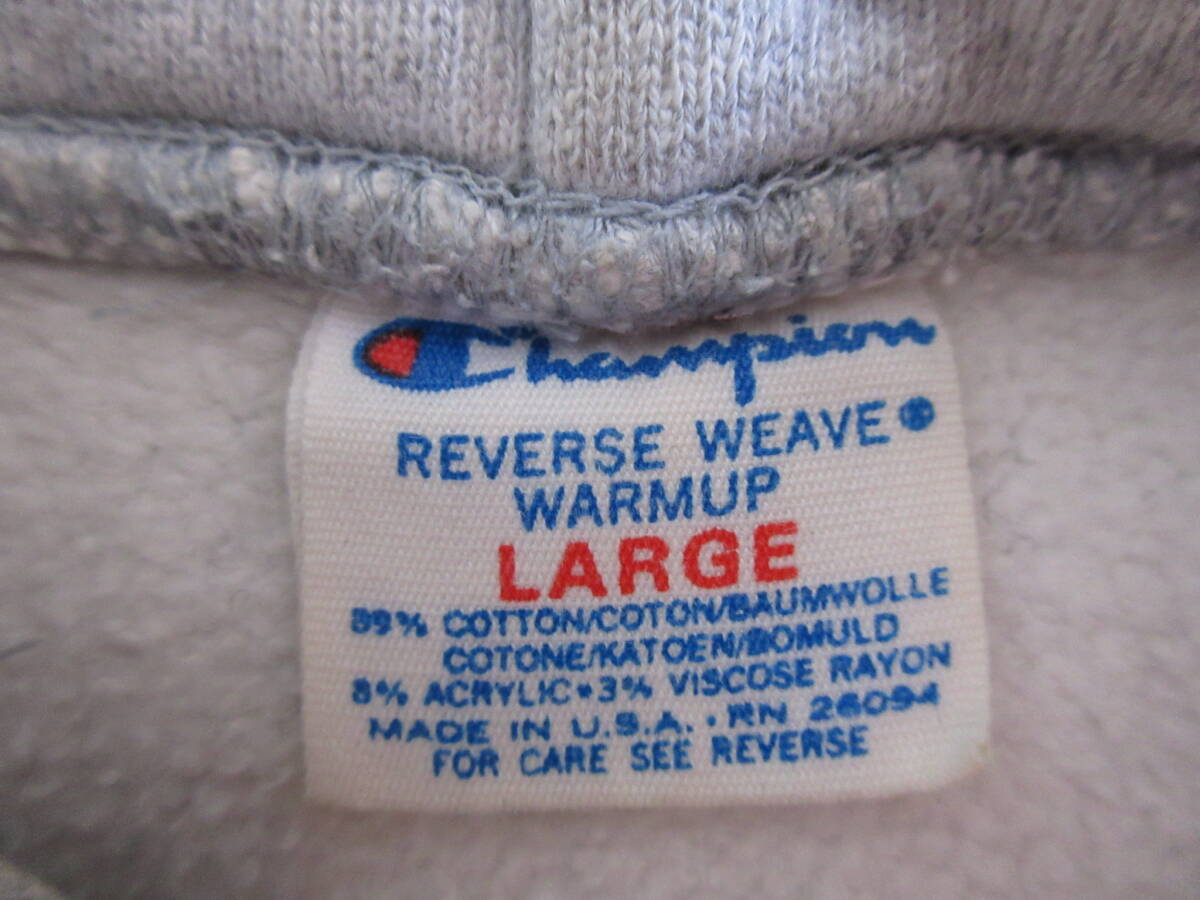 Champion
REVERSE WEAVE®
WARMUP
LARGE
89% COTTON/COTON/BAUMWOLLE
COTONE/KATOEN/BOMULD
8% ACRYLIC•3% VISCOSE RAYON
MADE IN U.S.A. • RN 26094
FOR CARE SEE REVERSE